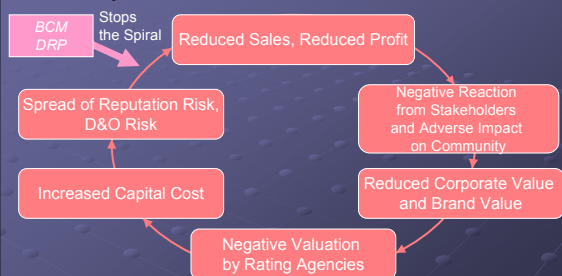 BCM
DRP
Stops
the Spiral
Reduced Sales, Reduced Profit
Negative Reaction
from Stakeholders
and Adverse Impact
on Community
Reduced Corporate Value
and Brand Value
Negative Valuation
by Rating Agencies
Increased Capital Cost
Spread of Reputation Risk,
D&O Risk